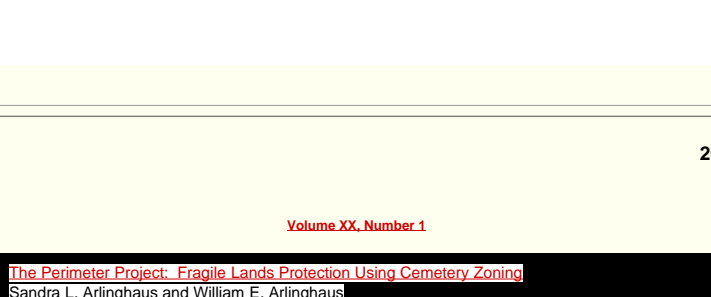 2
Volume XX, Number 1
The Perimeter Project: Fragile Lands Protection Using Cemetery Zoning
Sandra L. Arlinghaus and William E. Arlinghaus